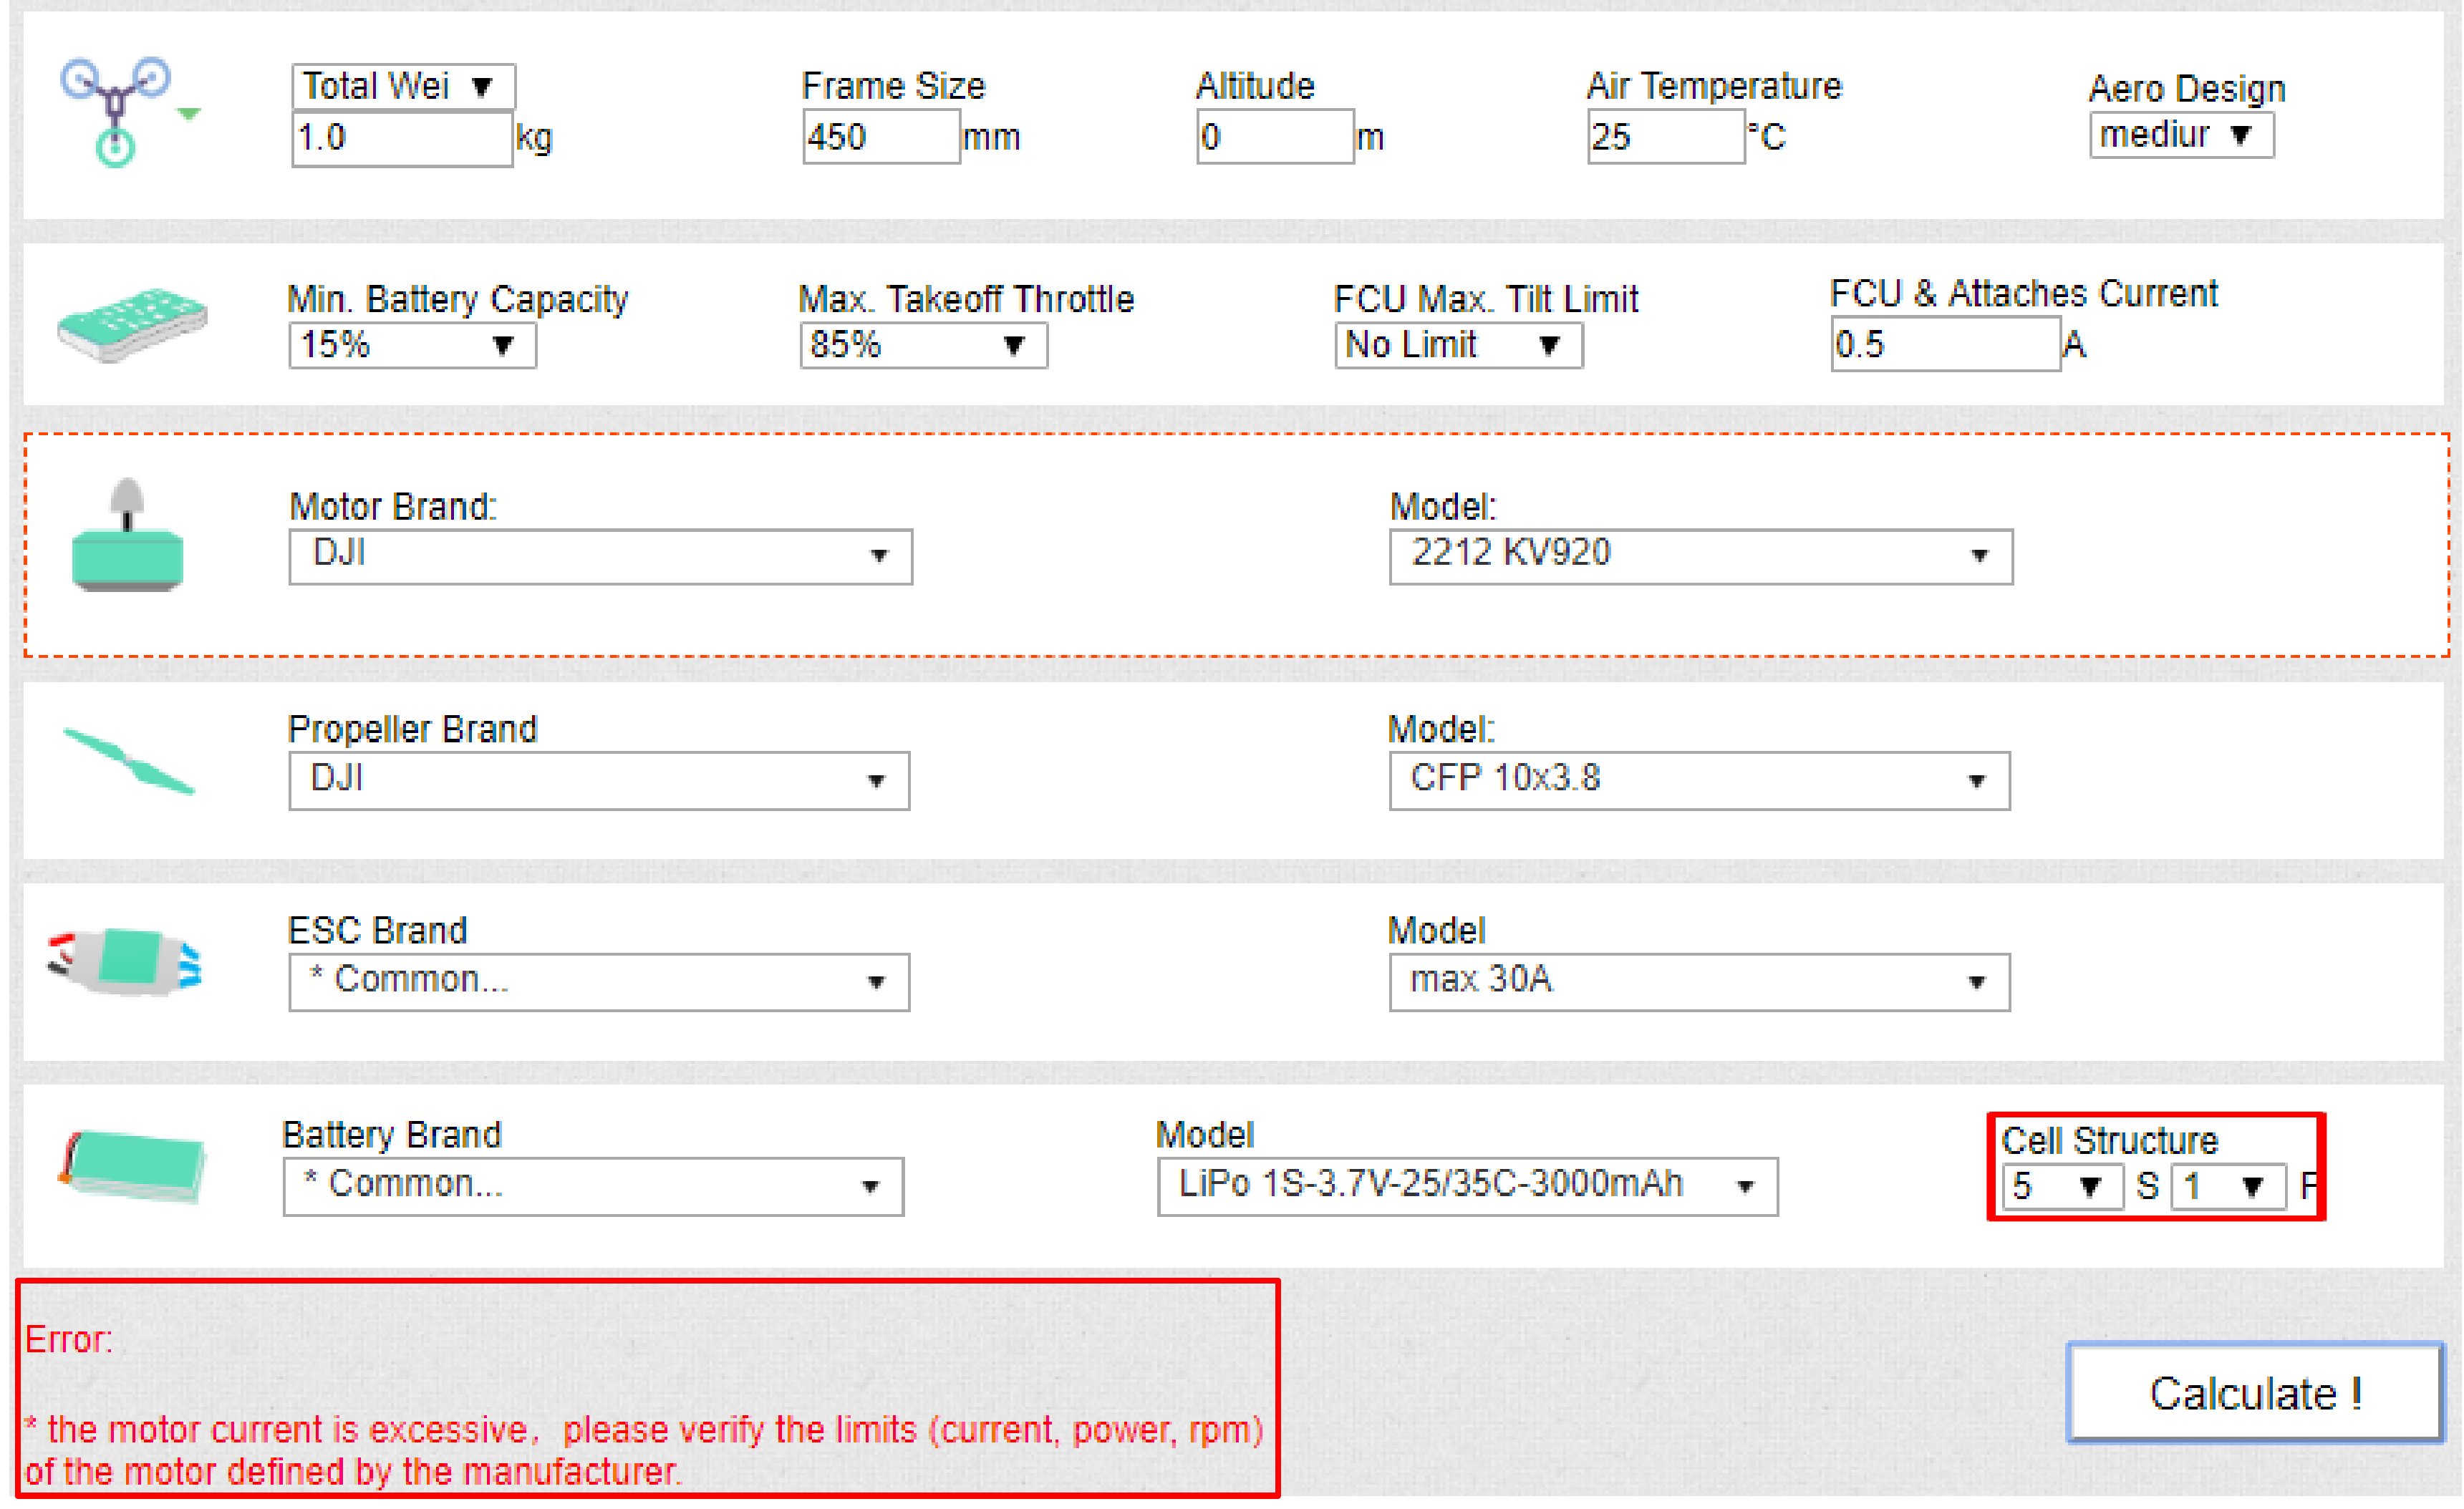 Total Wei ▼ Frame Size Altitude Air Temperature Aero Design
1.0 kg 450 mm 0 m 25 °C mediur ▼
Min. Battery Capacity Max. Takeoff Throttle FCU Max. Tilt Limit FCU & Attaches Current
15% ▼ 85% ▼ No Limit ▼ 0.5 A
Motor Brand: Model:
DJI ▼ 2212 KV920 ▼
Propeller Brand Model:
DJI ▼ CFP 10x3.8 ▼
ESC Brand Model
* Common... ▼ max 30A ▼
Battery Brand Model Cell Structure
* Common... ▼ LiPo 1S-3.7V-25/35C-3000mAh ▼ 5 ▼ S 1 ▼
Error:
Calculate !
* the motor current is excessive, please verify the limits (current, power, rpm)
of the motor defined by the manufacturer.